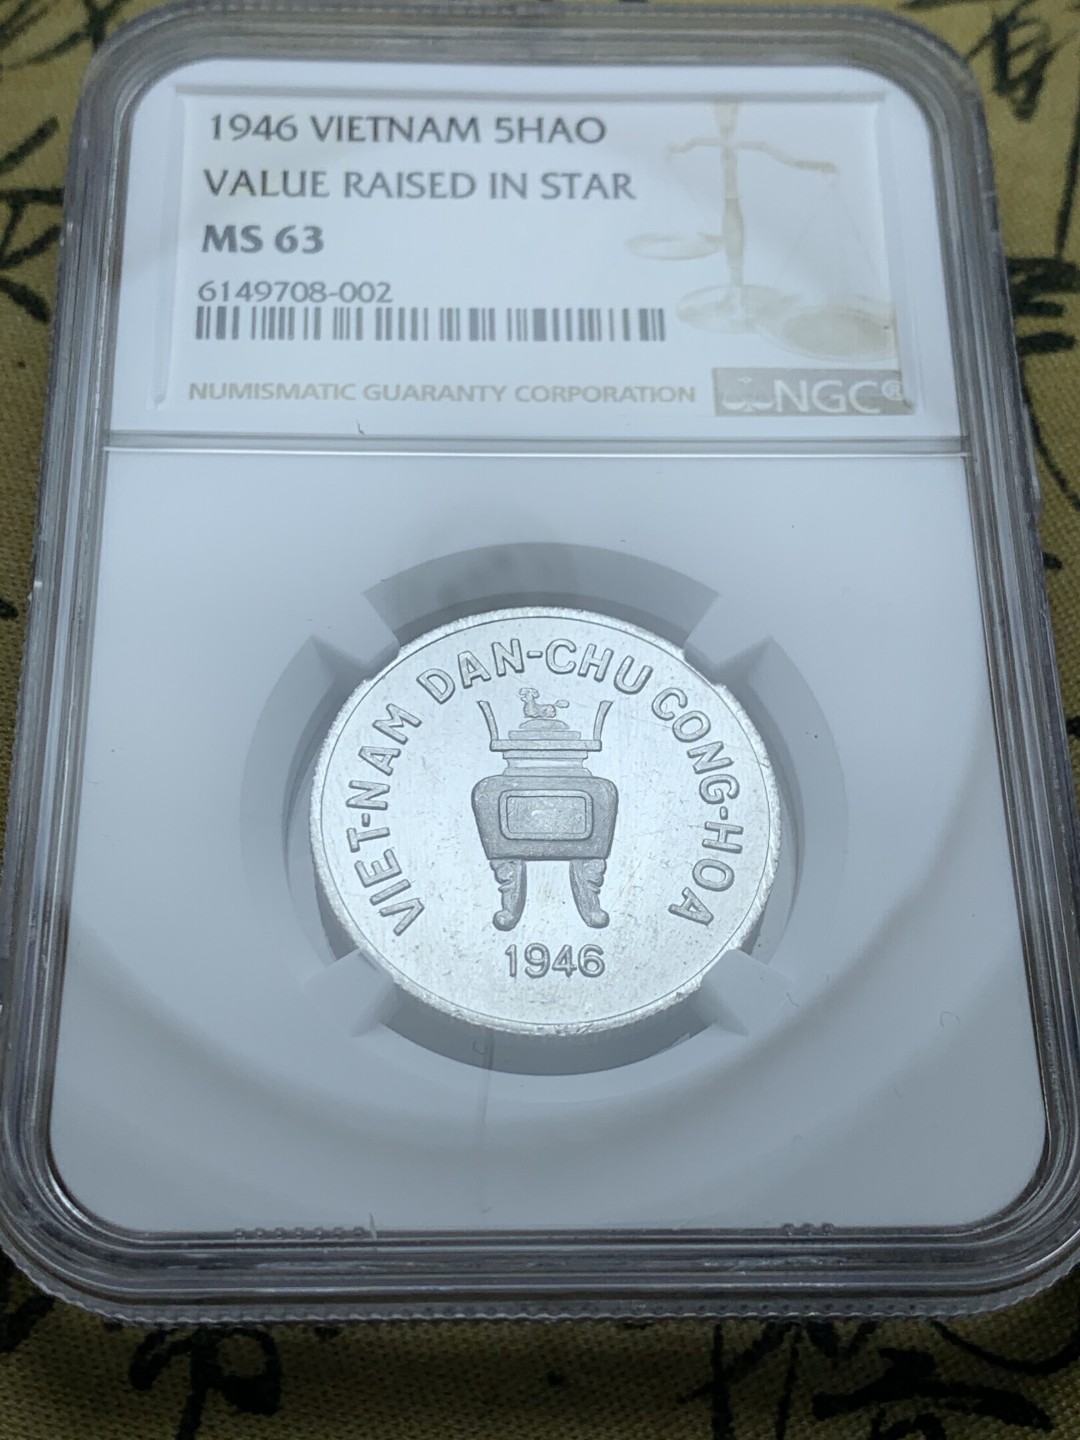 1946 VIETNAM 5HAO
VALUE RAISED IN STAR
MS 63
6149708-002
NUMISMATIC GUARANTY CORPORATION NGC®
VIET-NAM DAN-CHU CONG-HOA
1946